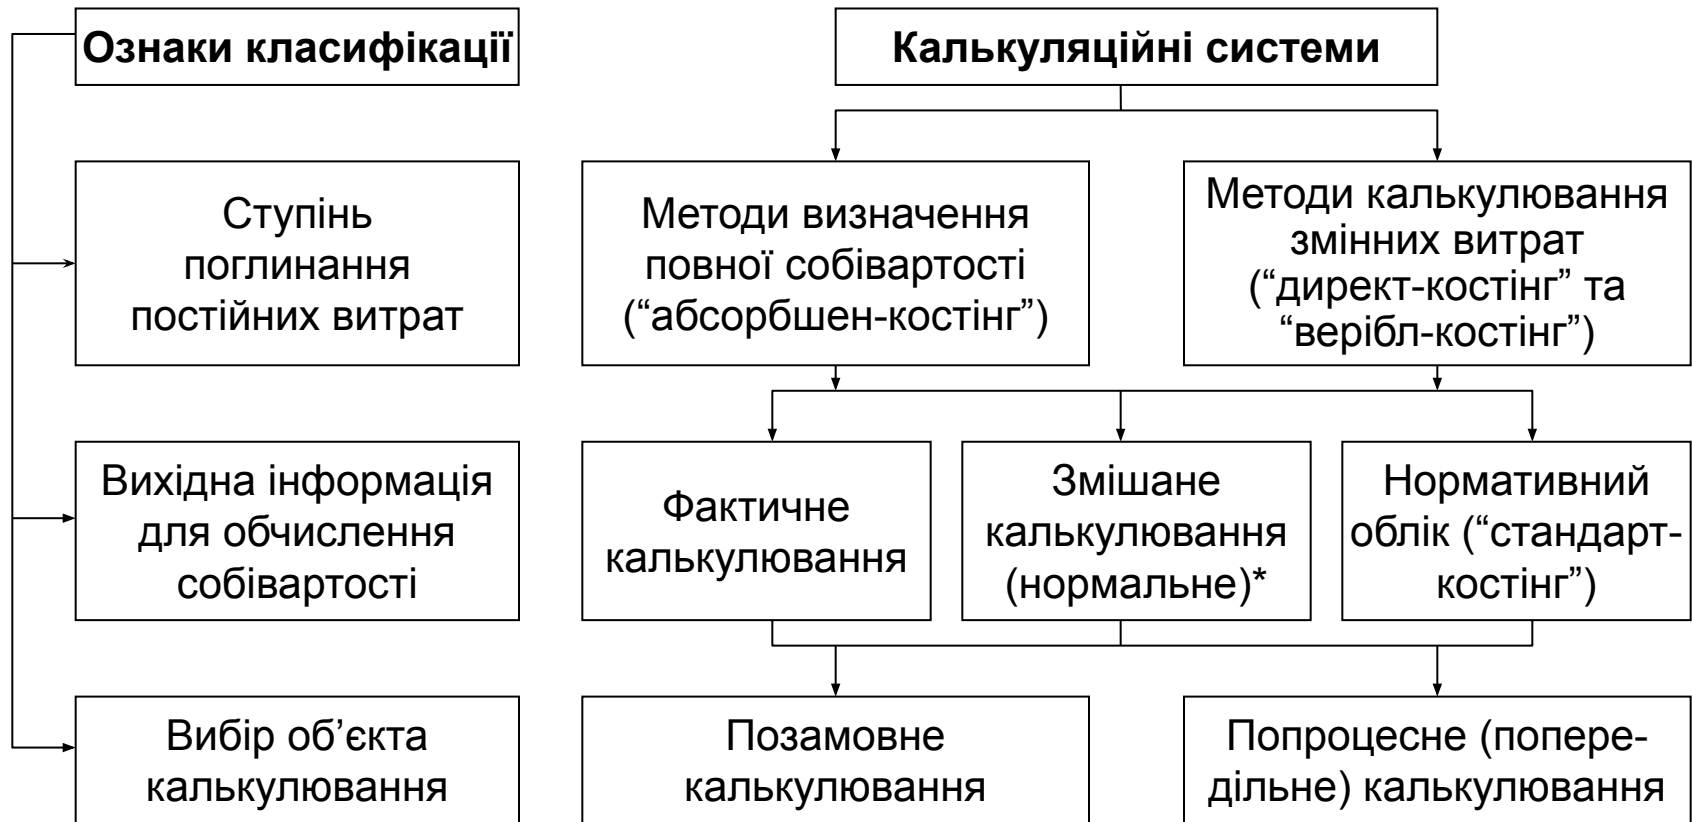 Ознаки класифікації
Калькуляційні системи
Ступінь
поглинання
постійних витрат
Методи визначення
повної собівартості
(“абсорбшен-костінг”)
Методи калькулювання
змінних витрат
(“директ-костінг” та
“верібл-костінг”)
Вихідна інформація
для обчислення
собівартості
Фактичне
калькулювання
Змішане
калькулювання
(нормальне)*
Нормативний
облік (“стандарт-
костінг”)
Вибір об’єкта
калькулювання
Позамовне
калькулювання
Попроцесне (попере-
дільне) калькулювання